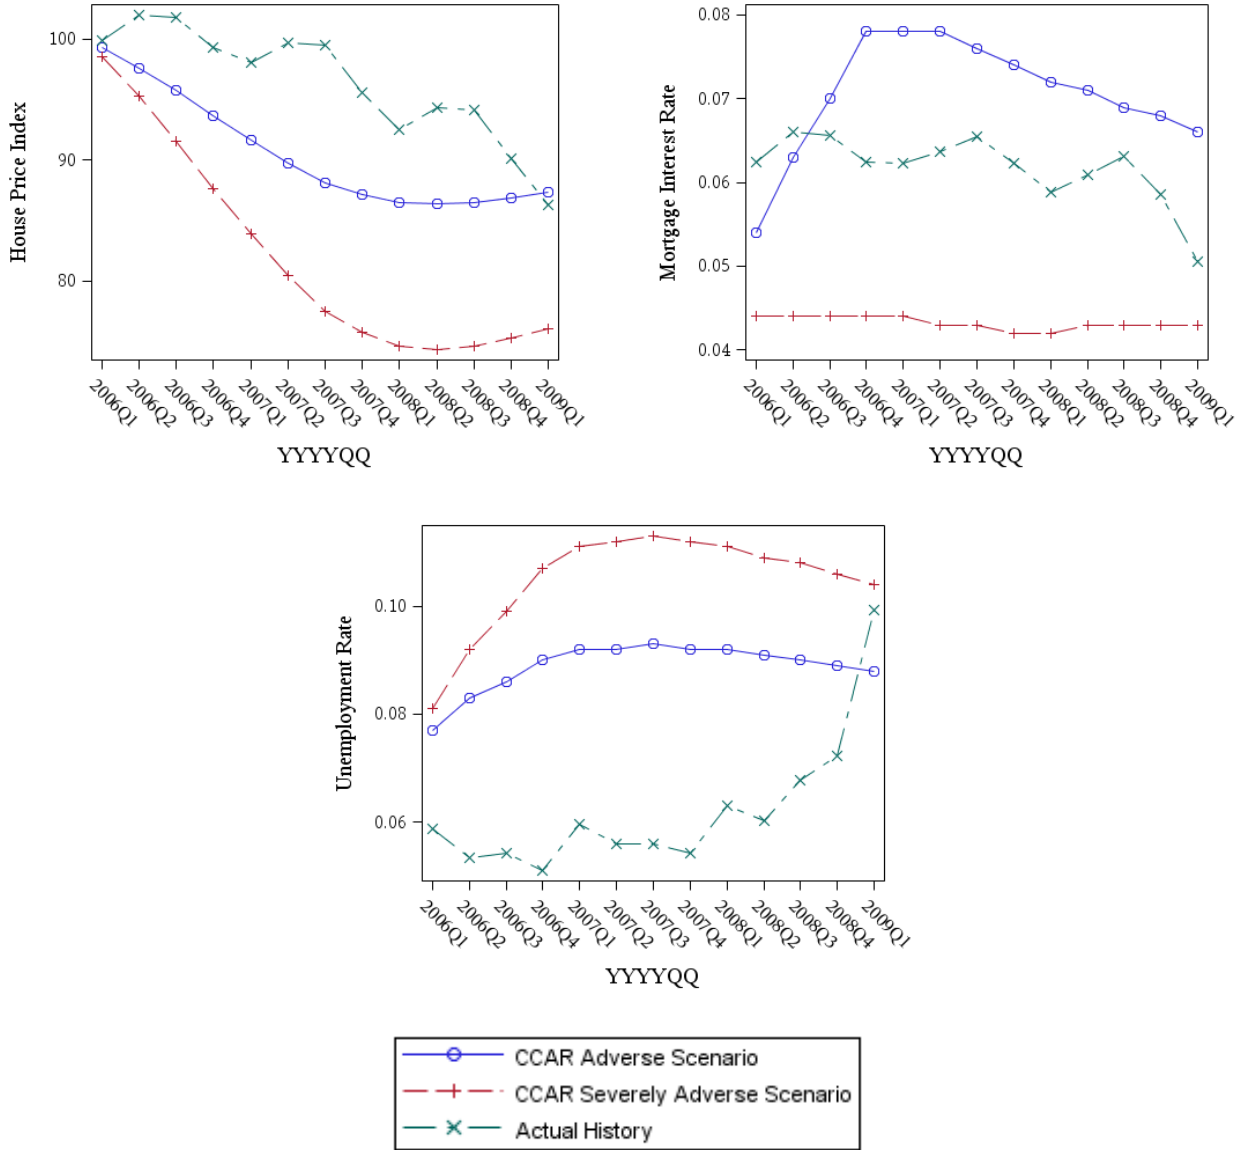 House Price Index
100
90
80
2006Q1 2006Q2 2006Q3 2006Q4 2007Q1 2007Q2 2007Q3 2007Q4 2008Q1 2008Q2 2008Q3 2008Q4 2009Q1
YYYYQQ
Mortgage Interest Rate
0.08
0.07
0.06
0.05
0.04
2006Q1 2006Q2 2006Q3 2006Q4 2007Q1 2007Q2 2007Q3 2007Q4 2008Q1 2008Q2 2008Q3 2008Q4 2009Q1
YYYYQQ
Unemployment Rate
0.10
0.08
0.06
2006Q1 2006Q2 2006Q3 2006Q4 2007Q1 2007Q2 2007Q3 2007Q4 2008Q1 2008Q2 2008Q3 2008Q4 2009Q1
YYYYQQ
CCAR Adverse Scenario
CCAR Severely Adverse Scenario
Actual History